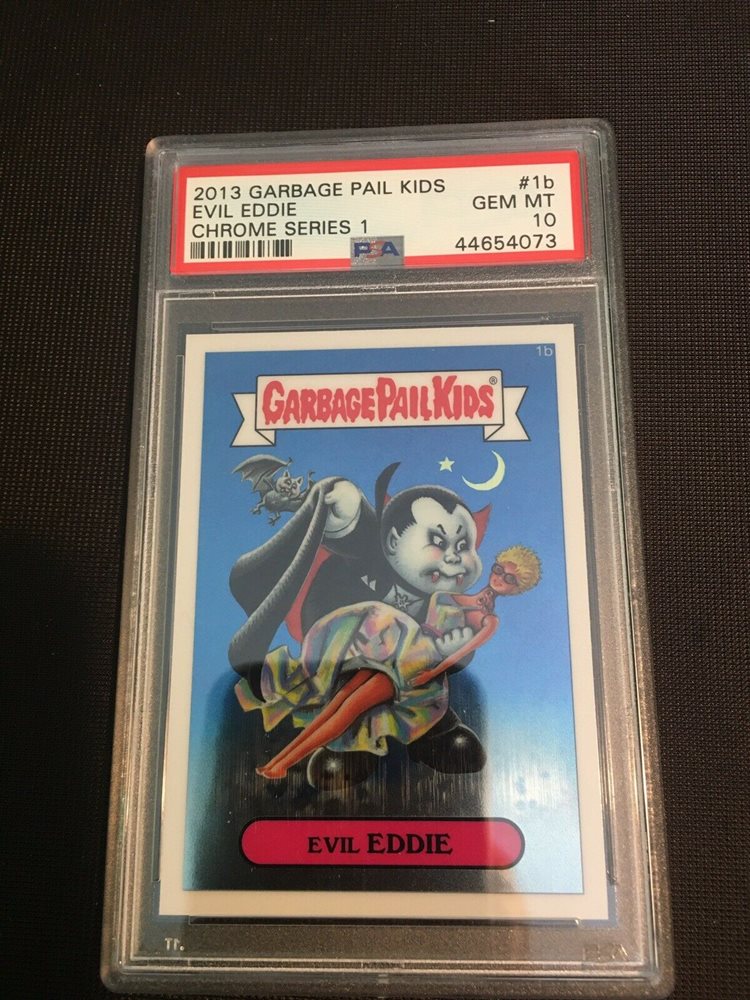 2013 GARBAGE PAIL KIDS #1b
EVIL EDDIE GEM MT
CHROME SERIES 1 10
PSA 44654073
1b
GARBAGE PAIL KIDS®
EVIL EDDIE